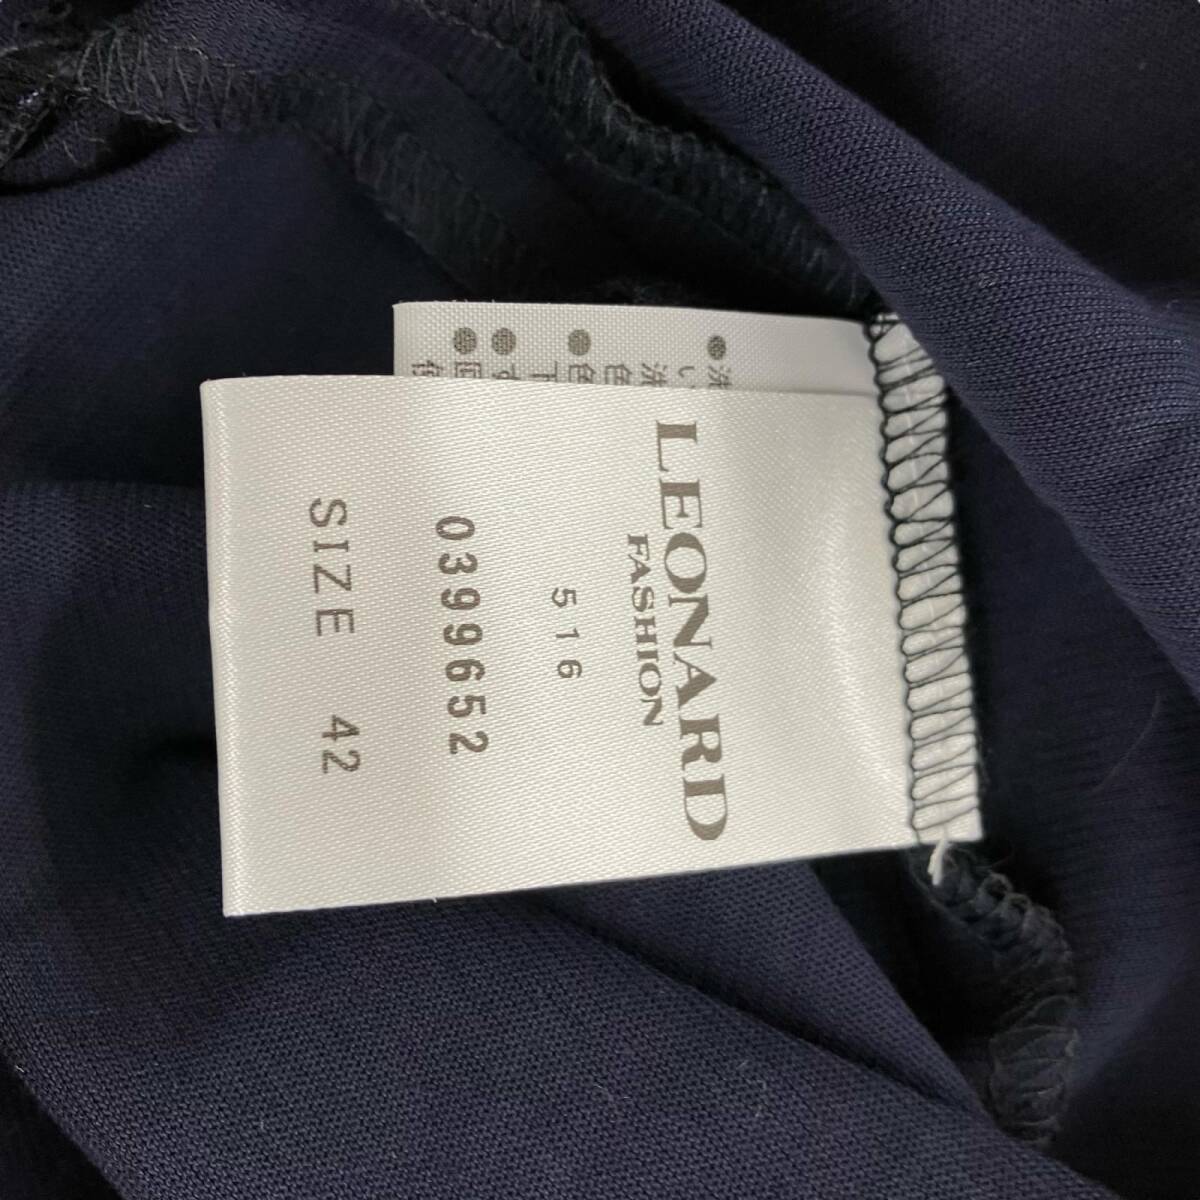 LEONARD
FASHION
516
0399652
SIZE 42